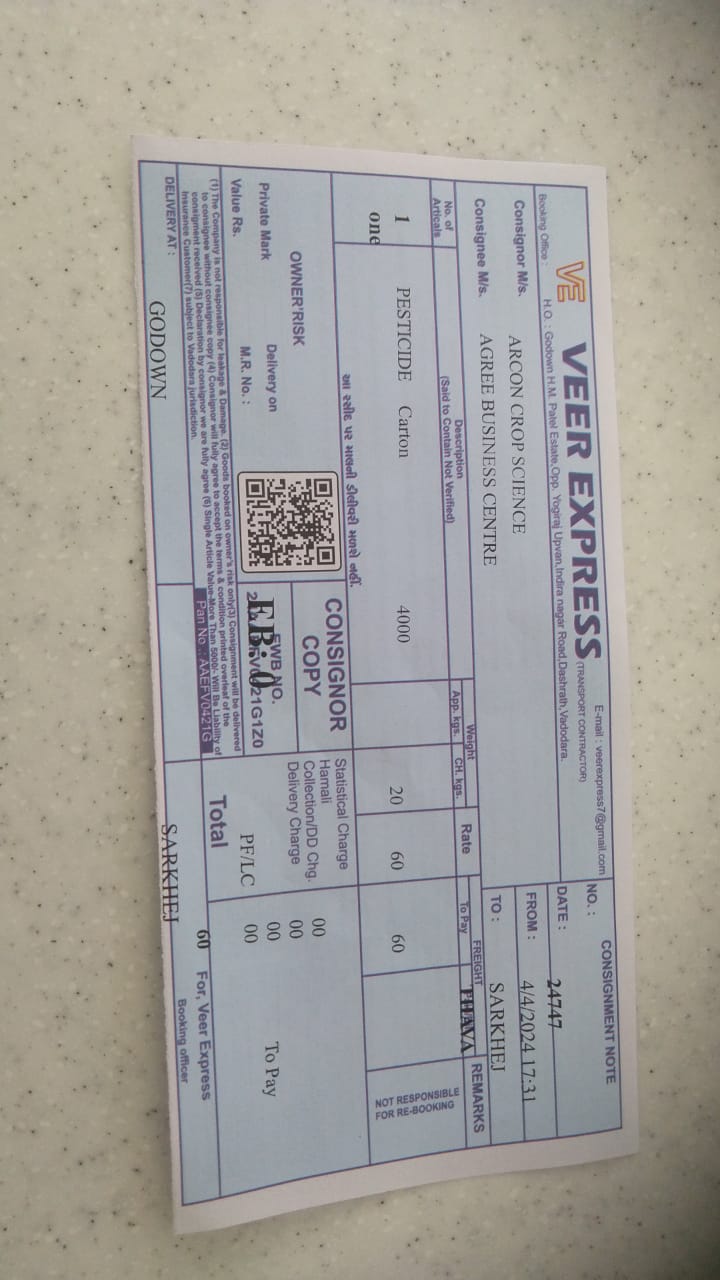 VE VEER EXPRESS
(TRANSPORT CONTRACTOR)
E-mail : veerexpress7@gmail.com
Booking Office : H.O. : Godown H.M. Patel Estate,Opp. Yogiraj Upvan,Indira nagar Road,Dashrath,Vadodara.
CONSIGNMENT NOTE
NO. : 24747
DATE : 4/4/2024 17:31
FROM :
TO : SARKHEJ
Consignor M/s. ARCON CROP SCIENCE
Consignee M/s. AGREE BUSINESS CENTRE
No. of Articals
Description
(Said to Contain Not Verified)
Weight
App. kgs. CH. kgs.
Rate
FREIGHT
To Pay
REMARKS
1 PESTICIDE Carton 4000 20 60 60
one
NOT RESPONSIBLE
FOR RE-BOOKING
આ રસીદ પર માલની ડીલીવરી મળશે નહીં.
OWNER'RISK
Private Mark Delivery on
Value Rs. M.R. No. :
CONSIGNOR
COPY
EWB NO.
EB: 0
Statistical Charge
Hamali 00
Collection/DD Chg. 00
Delivery Charge 00
PF/LC 00
To Pay
Total 60
(1) The Company is not responsible for leakage & Damage. (2) Goods booked on owner's risk only(3) Consignment will be delivered
to consignee without consignee copy (4) Consignor will fully agree to accept the terms & condition printed overleaf of the
consignment received (5) Declaration by consignor we are fully agree (6) Single Article Value-More Than 5000/- Will Be Liability of
Insurance Customer(7) subject to Vadodara jurisdiction.
Pan No : AAEFV0421G
For, Veer Express
Booking officer
DELIVERY AT : GODOWN SARKHEJ